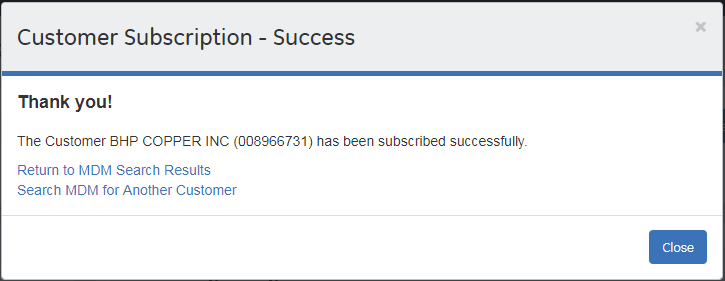 Customer Subscription - Success
×
Thank you!
The Customer BHP COPPER INC (008966731) has been subscribed successfully.
Return to MDM Search Results
Search MDM for Another Customer
Close